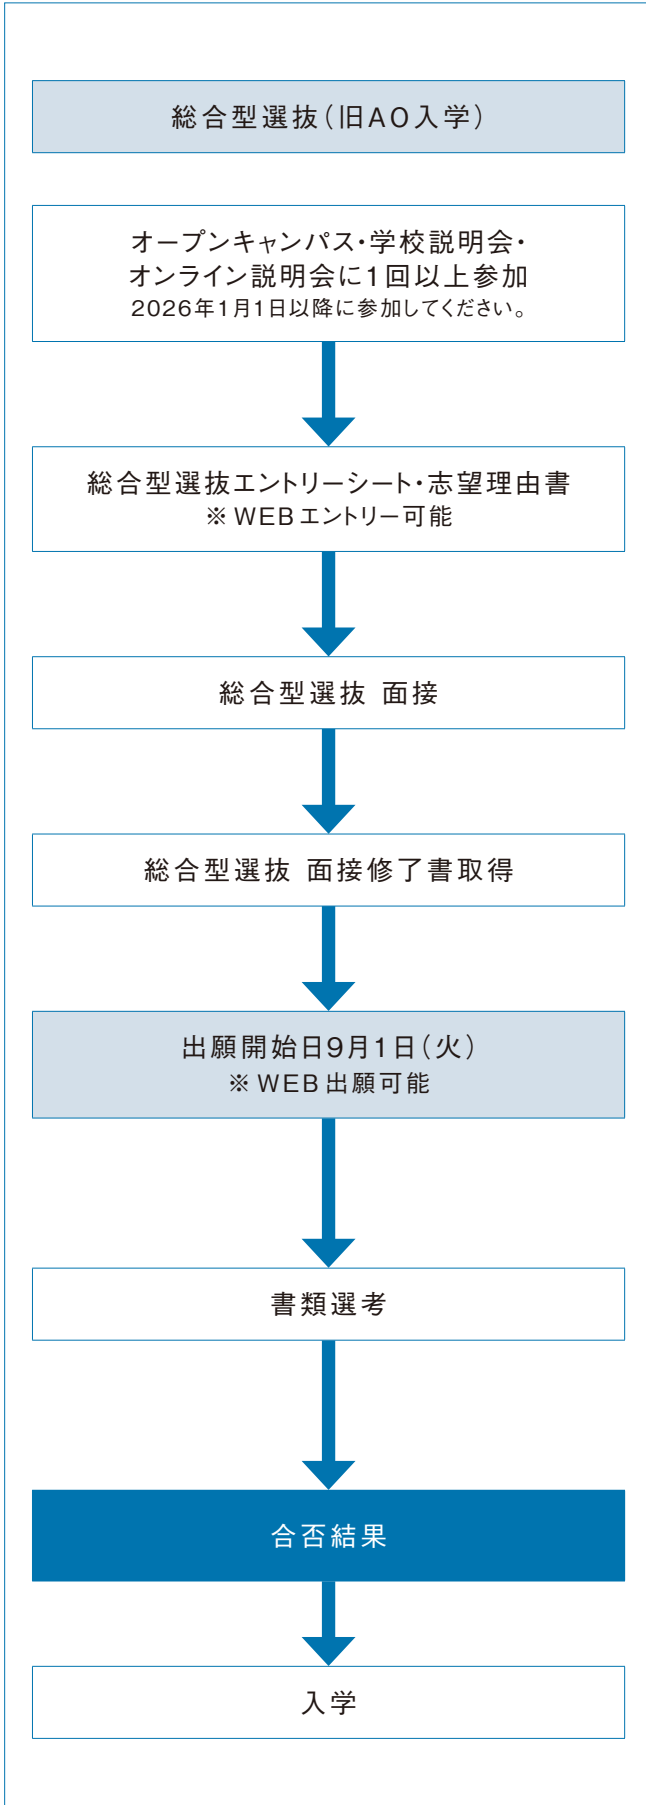 総合型選抜（旧AO入学）
オープンキャンパス・学校説明会・
オンライン説明会に1回以上参加
2026年1月1日以降に参加してください。
総合型選抜エントリーシート・志望理由書
※WEBエントリー可能
総合型選抜 面接
総合型選抜 面接修了書取得
出願開始日9月1日（火）
※WEB出願可能
書類選考
合否結果
入学